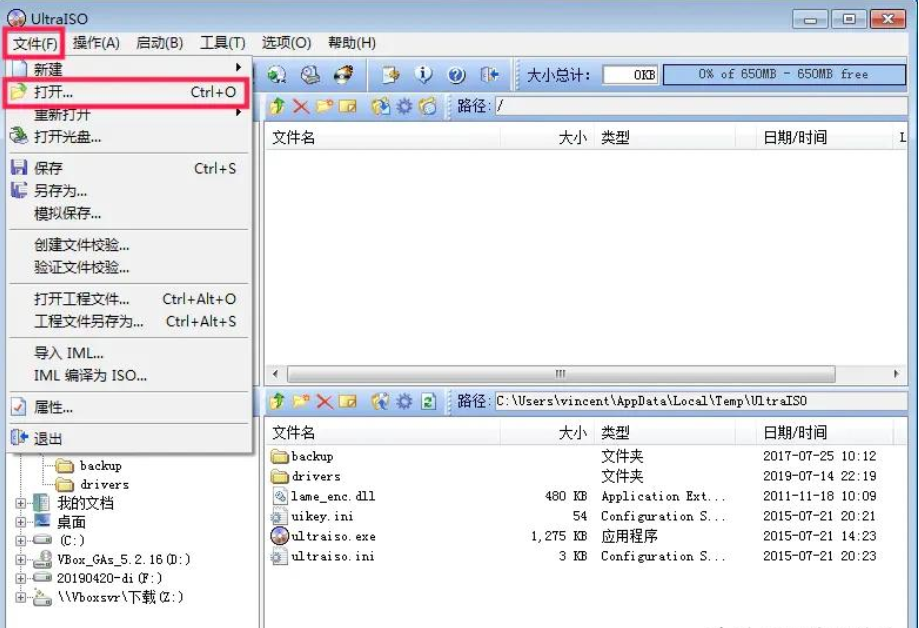 UltraISO
文件(F) 操作(A) 启动(B) 工具(T) 选项(O) 帮助(H)
新建
打开... Ctrl+O
重新打开
打开光盘...
保存 Ctrl+S
另存为...
模拟保存...
创建文件校验...
验证文件校验...
打开工程文件... Ctrl+Alt+O
工程文件另存为... Ctrl+Alt+S
导入 IML...
IML 编译为 ISO...
属性...
退出
大小总计: 0KB 0% of 650MB - 650MB free
路径: /
文件名 大小 类型 日期/时间 L
路径: C:\Users\vincent\AppData\Local\Temp\UltraISO
文件名 大小 类型 日期/时间
backup 文件夹 2017-07-25 10:12
drivers 文件夹 2019-07-14 22:19
lame_enc.dll 480 KB Application Ext... 2011-11-18 10:09
uikey.ini 54 Configuration S... 2015-07-21 20:21
ultraiso.exe 1,275 KB 应用程序 2015-07-21 14:23
ultraiso.ini 3 KB Configuration S... 2015-07-21 20:23
backup
drivers
我的文档
桌面
(C:)
VBox_GAs_5.2.16(D:)
20190420-di(F:)
\\Vboxsvr\下载(Z:)